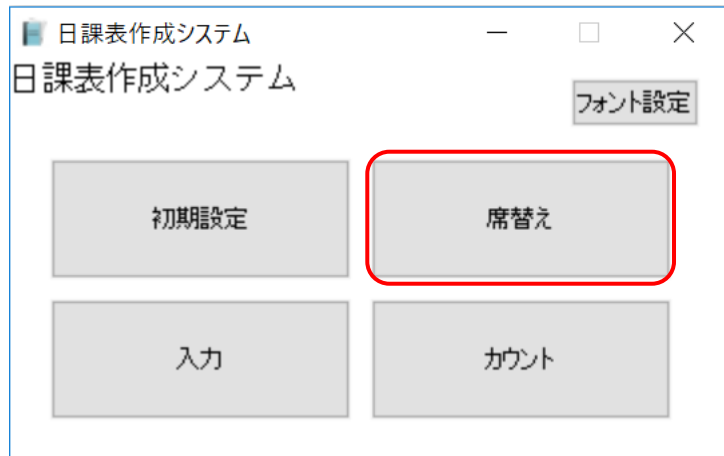 日課表作成システム
日課表作成システム
フォント設定
初期設定
席替え
入力
カウント